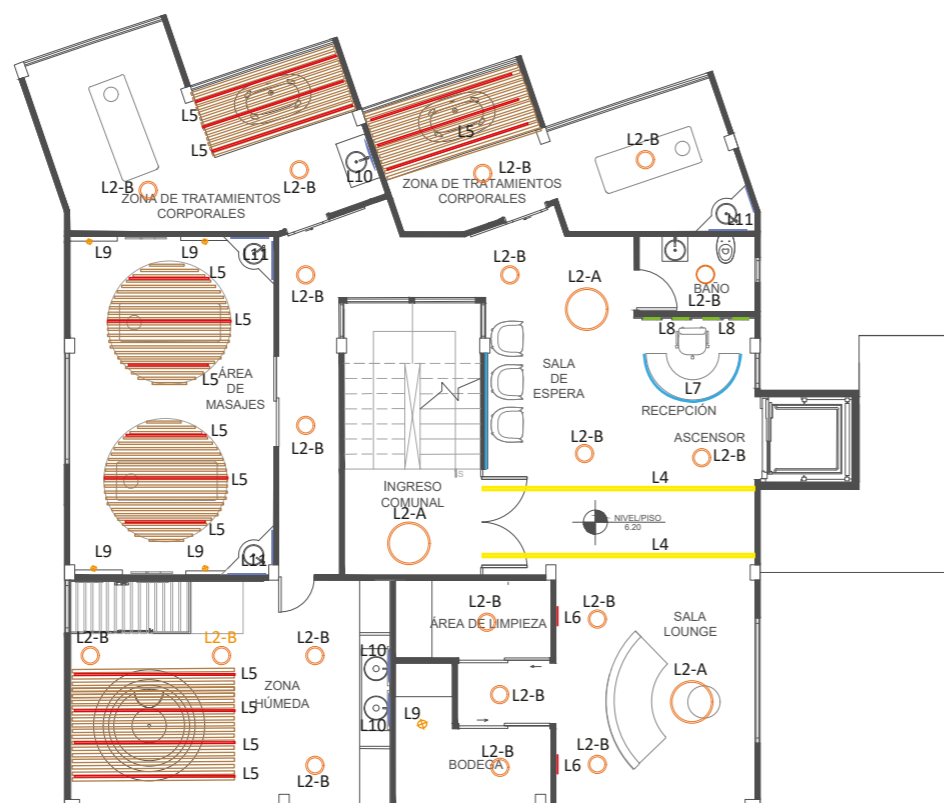 L5
L5
L5
L2-B
L10
L2-B
L2-B
L2-B
ZONA DE TRATAMIENTOS
CORPORALES
ZONA DE TRATAMIENTOS
CORPORALES
L11
L9
L9
L11
L5
L2-B
L2-B
L2-A
BAÑO
L2-B
L5
L8
L8
L5
ÁREA
DE
MASAJES
SALA
DE
ESPERA
L7
RECEPCIÓN
L5
L2-B
L2-B
ASCENSOR
L2-B
L5
L4
INGRESO
COMUNAL
L2-A
NIVEL/PISO
6.20
L5
L9
L9
L11
L4
L2-B
ÁREA DE LIMPIEZA
L6
L2-B
SALA
LOUNGE
L2-B
L2-B
L2-B
L10
L5
ZONA
HÚMEDA
L2-B
L2-A
L5
L10
L9
L5
L5
L2-B
BODEGA
L2-B
L6
L2-B